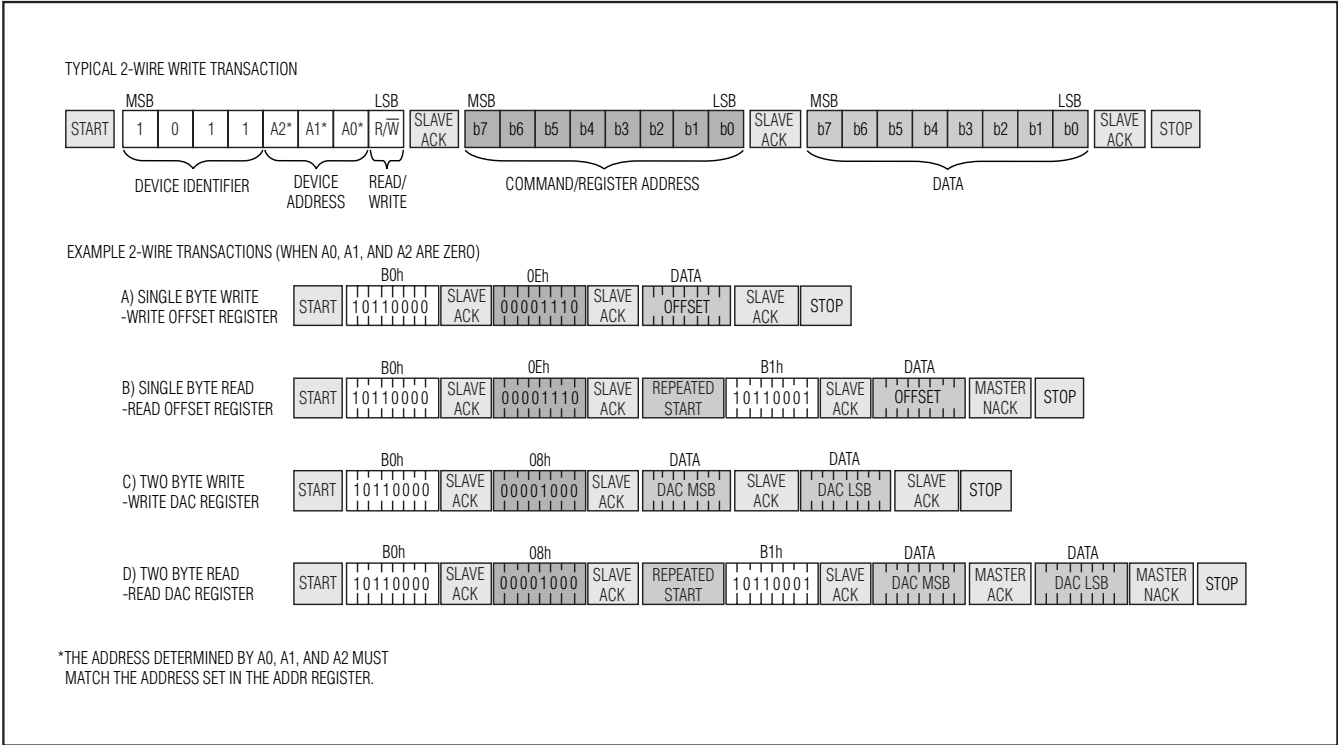 TYPICAL 2-WIRE WRITE TRANSACTION
MSB LSB MSB LSB MSB LSB
START 1 0 1 1 A2* A1* A0* R/W̅ SLAVE ACK b7 b6 b5 b4 b3 b2 b1 b0 SLAVE ACK b7 b6 b5 b4 b3 b2 b1 b0 SLAVE ACK STOP
DEVICE IDENTIFIER DEVICE ADDRESS READ/WRITE COMMAND/REGISTER ADDRESS DATA
EXAMPLE 2-WIRE TRANSACTIONS (WHEN A0, A1, AND A2 ARE ZERO)
B0h 0Eh DATA
A) SINGLE BYTE WRITE
-WRITE OFFSET REGISTER
START 10110000 SLAVE ACK 00001110 SLAVE ACK OFFSET SLAVE ACK STOP
B0h 0Eh B1h DATA
B) SINGLE BYTE READ
-READ OFFSET REGISTER
START 10110000 SLAVE ACK 00001110 SLAVE ACK REPEATED START 10110001 SLAVE ACK OFFSET MASTER NACK STOP
B0h 08h DATA DATA
C) TWO BYTE WRITE
-WRITE DAC REGISTER
START 10110000 SLAVE ACK 00001000 SLAVE ACK DAC MSB SLAVE ACK DAC LSB SLAVE ACK STOP
B0h 08h B1h DATA DATA
D) TWO BYTE READ
-READ DAC REGISTER
START 10110000 SLAVE ACK 00001000 SLAVE ACK REPEATED START 10110001 SLAVE ACK DAC MSB MASTER ACK DAC LSB MASTER NACK STOP
*THE ADDRESS DETERMINED BY A0, A1, AND A2 MUST
MATCH THE ADDRESS SET IN THE ADDR REGISTER.